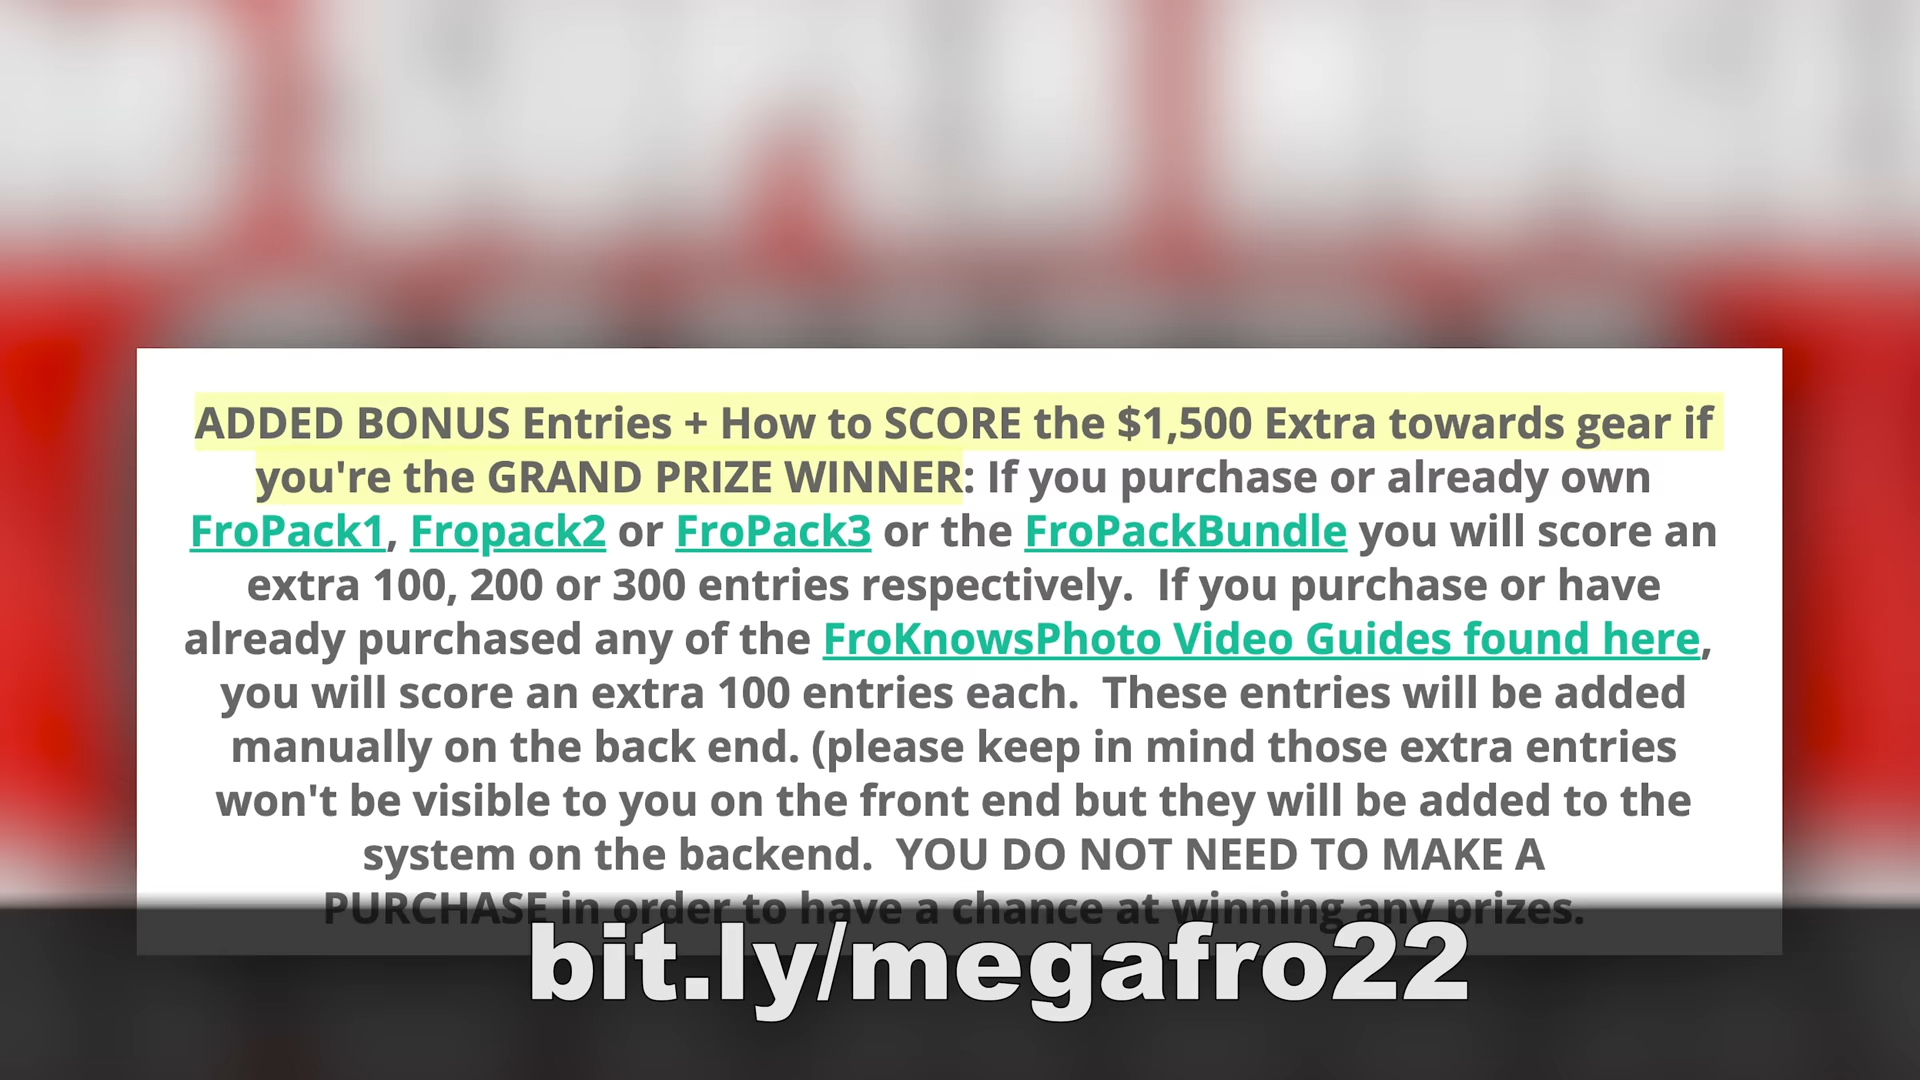 ADDED BONUS Entries + How to SCORE the $1,500 Extra towards gear if
you're the GRAND PRIZE WINNER: If you purchase or already own
FroPack1, Fropack2 or FroPack3 or the FroPackBundle you will score an
extra 100, 200 or 300 entries respectively.  If you purchase or have
already purchased any of the FroKnowsPhoto Video Guides found here,
you will score an extra 100 entries each.  These entries will be added
manually on the back end. (please keep in mind those extra entries
won't be visible to you on the front end but they will be added to the
system on the backend.  YOU DO NOT NEED TO MAKE A
PURCHASE in order to have a chance at winning any prizes.
bit.ly/megafro22